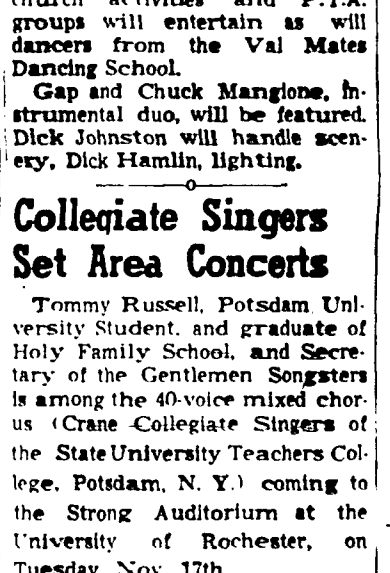 church activities and P.T.A.
groups will entertain as will
dancers from the Val Mates
Dancing School.
Gap and Chuck Mangione, in-
strumental duo, will be featured.
Dick Johnston will handle scen-
ery, Dick Hamlin, lighting.
Collegiate Singers
Set Area Concerts
Tommy Russell, Potsdam Uni-
versity Student, and graduate of
Holy Family School, and Secre-
tary of the Gentlemen Songsters
is among the 40-voice mixed chor-
us (Crane Collegiate Singers of
the State University Teachers Col-
lege, Potsdam, N. Y.) coming to
the Strong Auditorium at the
University of Rochester, on
Tuesday, Nov. 17th